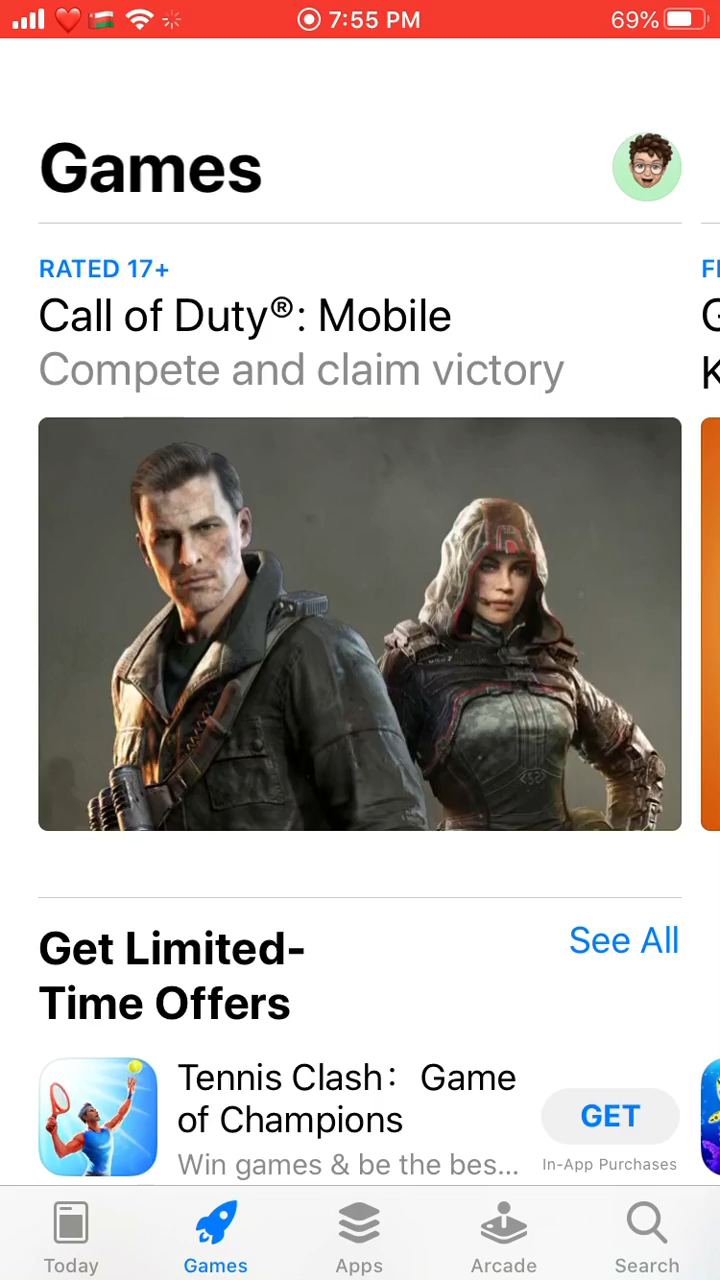 7:55 PM
69%
Games
RATED 17+
Call of Duty®: Mobile
Compete and claim victory
Get Limited-
Time Offers
See All
Tennis Clash： Game
of Champions
Win games & be the bes...
GET
In-App Purchases
Today
Games
Apps
Arcade
Search